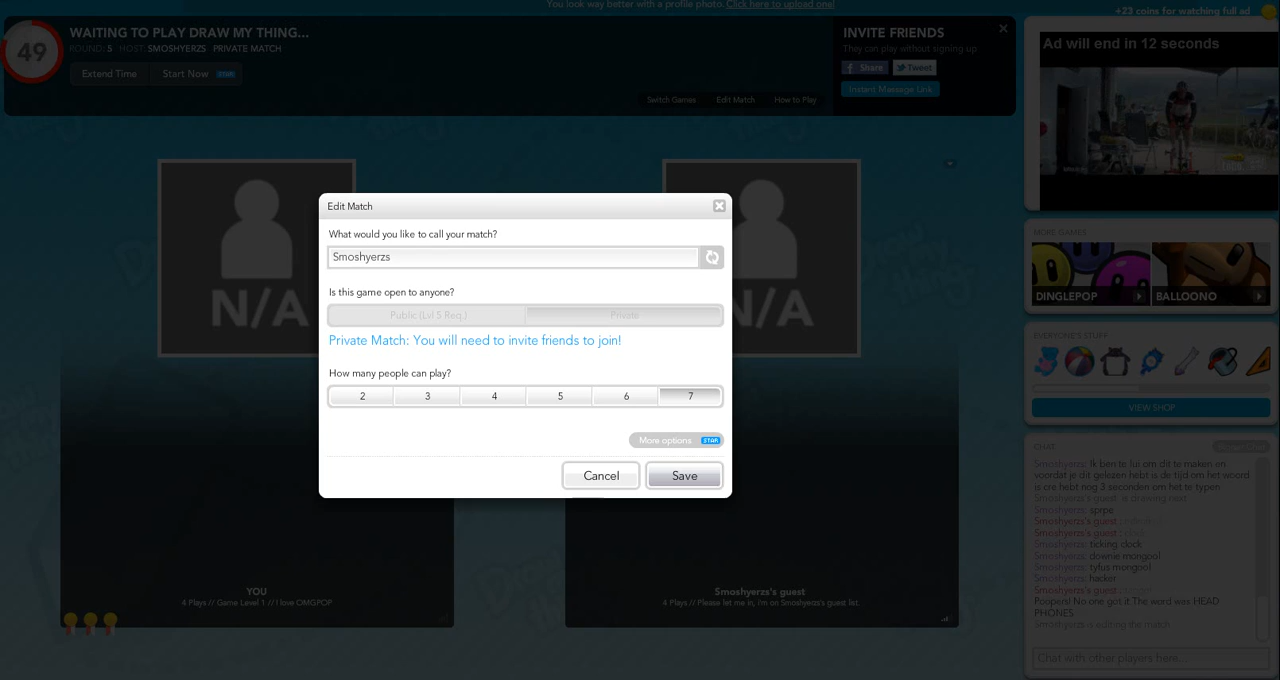 You look way better with a profile photo. Click here to upload one!
+23 coins for watching full ad
49
WAITING TO PLAY DRAW MY THING...
ROUND: 5 HOST: SMOSHYERZS PRIVATE MATCH
Extend Time
Start Now STAR
Switch Games
Edit Match
How to Play
INVITE FRIENDS
They can play without signing up
f Share
Tweet
Instant Message Link
Ad will end in 12 seconds
MORE GAMES
DINGLEPOP
BALLOONO
EVERYONE'S STUFF
VIEW SHOP
N/A
N/A
Edit Match
What would you like to call your match?
Smoshyerzs
Is this game open to anyone?
Public (Lvl 5 Req.)
Private
Private Match: You will need to invite friends to join!
How many people can play?
2 3 4 5 6 7
More options STAR
Cancel
Save
YOU
4 Plays // Game Level 1 // I love OMGPOP
Smoshyerzs's guest
4 Plays // Please let me in, i'm on Smoshyerzs's guest list.
CHAT
Smoshyerzs: Ik ben te lui om dit te maken en
voordat je dit gelezen hebt is de tijd om het woord
is ore hebt nog 3 seconden om het te typen
Smoshyerzs's guest is drawing next
Smoshyerzs: sprpe
Smoshyerzs's guest :
Smoshyerzs's guest : clock
Smoshyerzs: ticking clock
Smoshyerzs: downie mongool
Smoshyerzs: tyfus mongool
Smoshyerzs: hacker
Smoshyerzs's guest :
Poopers! No one got it The word was HEAD
PHONES
Smoshyerzs is editing the match
Chat with other players here...